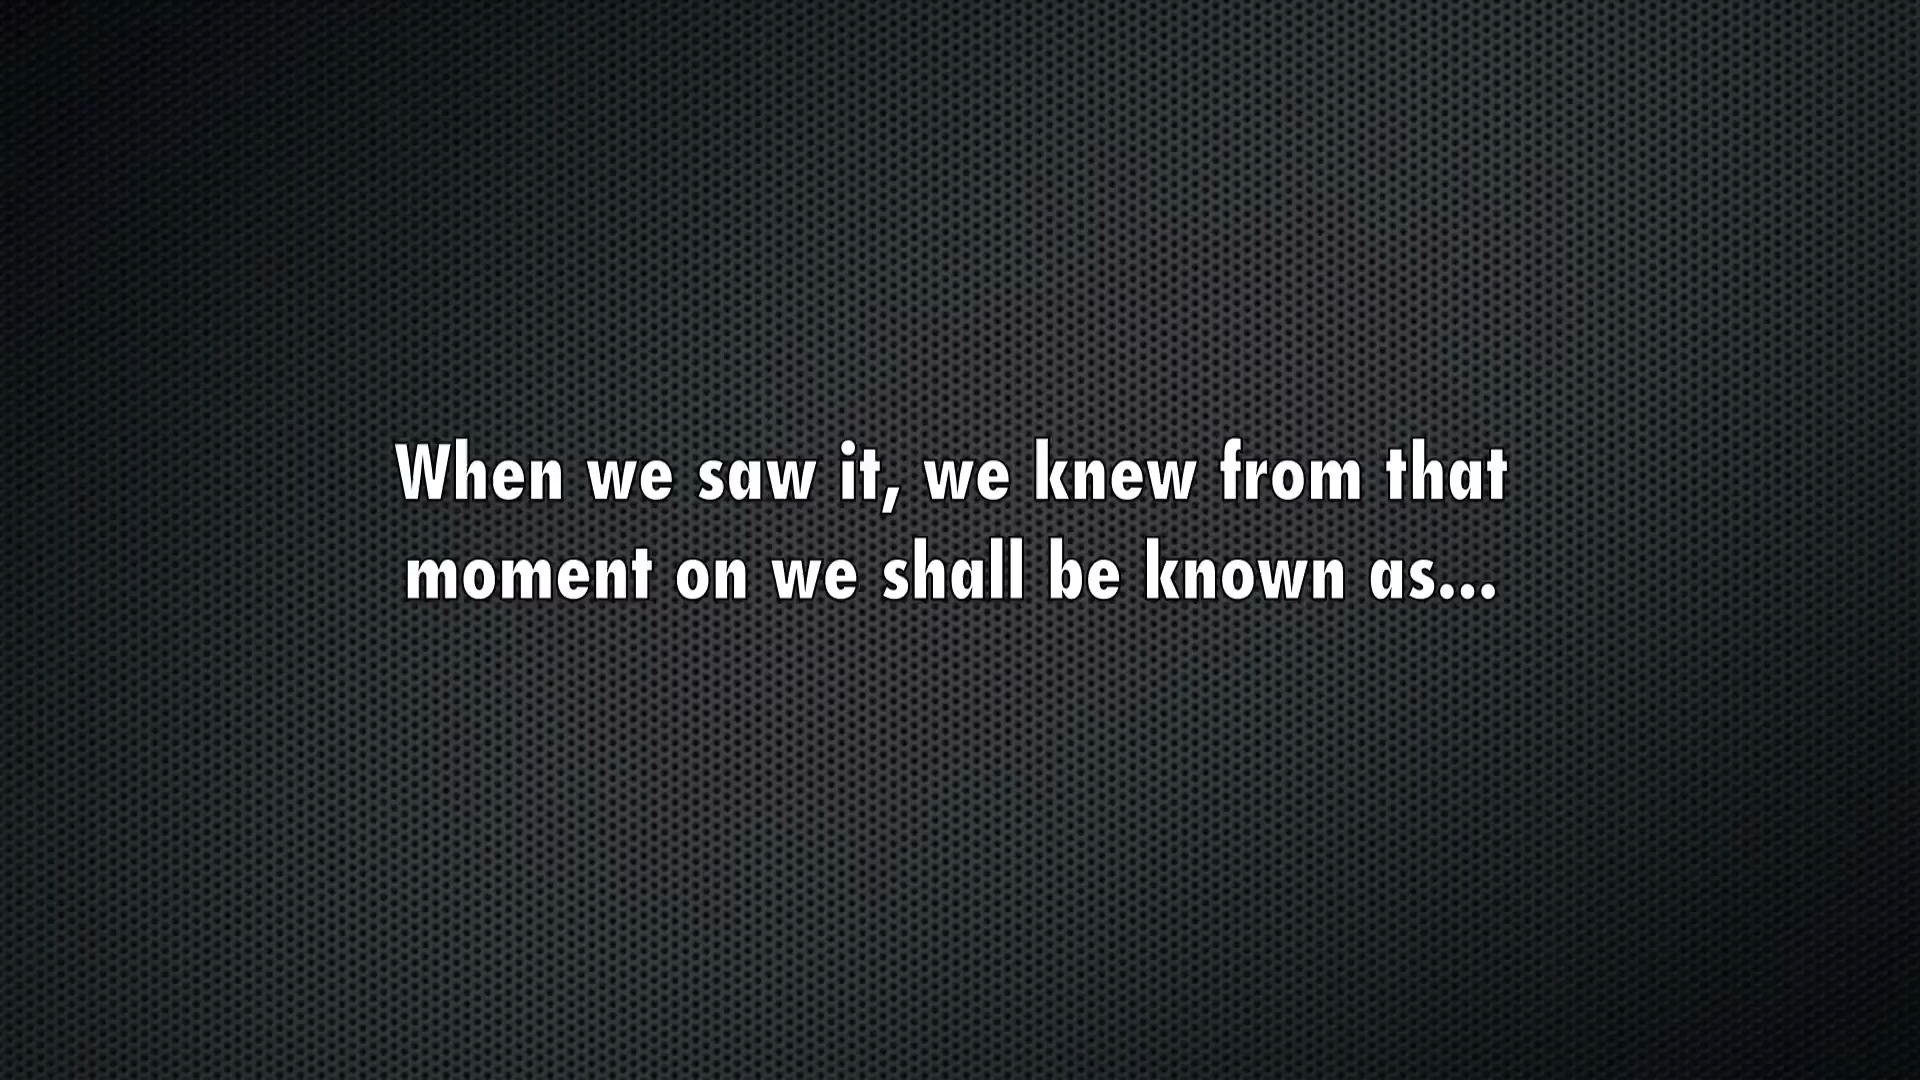 When we saw it, we knew from that
moment on we shall be known as...